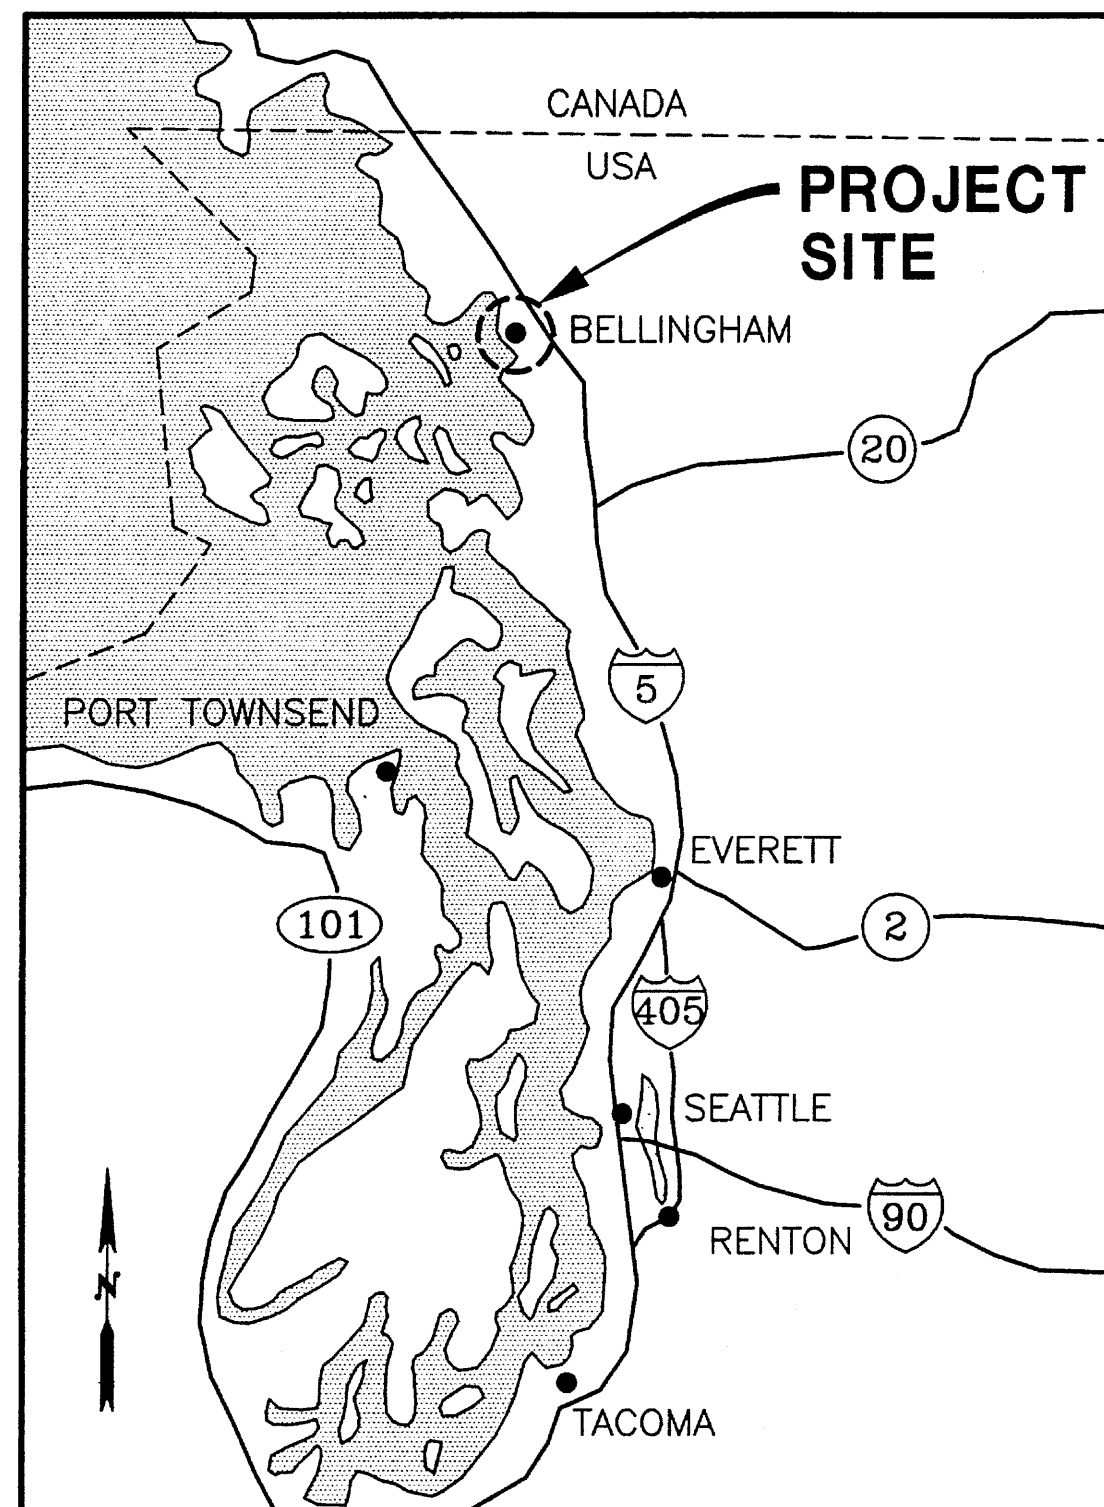 CANADA
USA
PROJECT
SITE
BELLINGHAM
20
5
PORT TOWNSEND
EVERETT
101
2
405
SEATTLE
90
RENTON
N
TACOMA